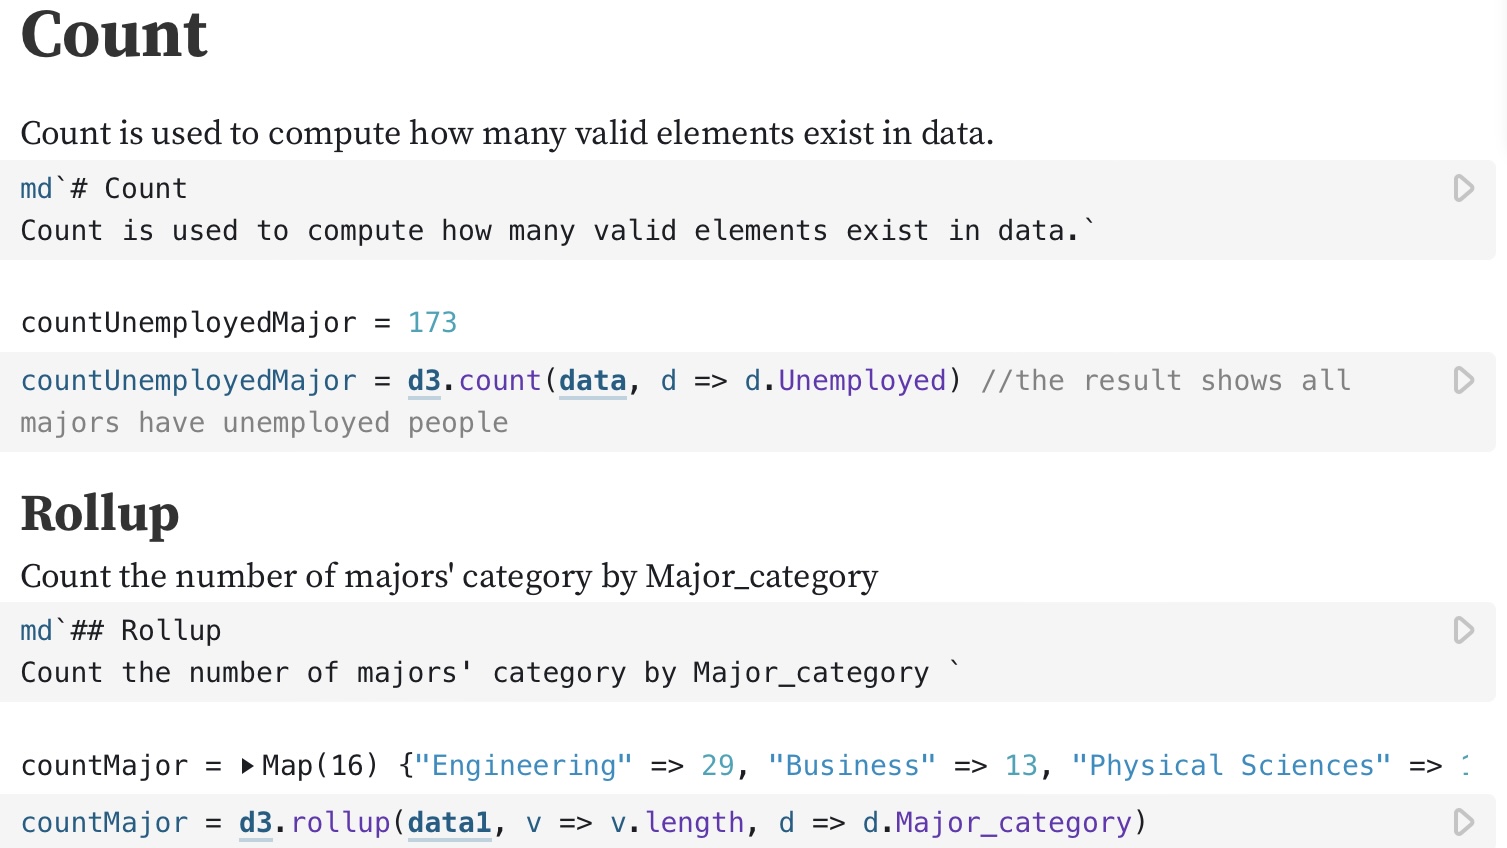 Count
Count is used to compute how many valid elements exist in data.
md`# Count
Count is used to compute how many valid elements exist in data.`
countUnemployedMajor = 173
countUnemployedMajor = d3.count(data, d => d.Unemployed) //the result shows all
majors have unemployed people
Rollup
Count the number of majors' category by Major_category
md`## Rollup
Count the number of majors' category by Major_category `
countMajor = ▸Map(16) {"Engineering" => 29, "Business" => 13, "Physical Sciences" =>
countMajor = d3.rollup(data1, v => v.length, d => d.Major_category)